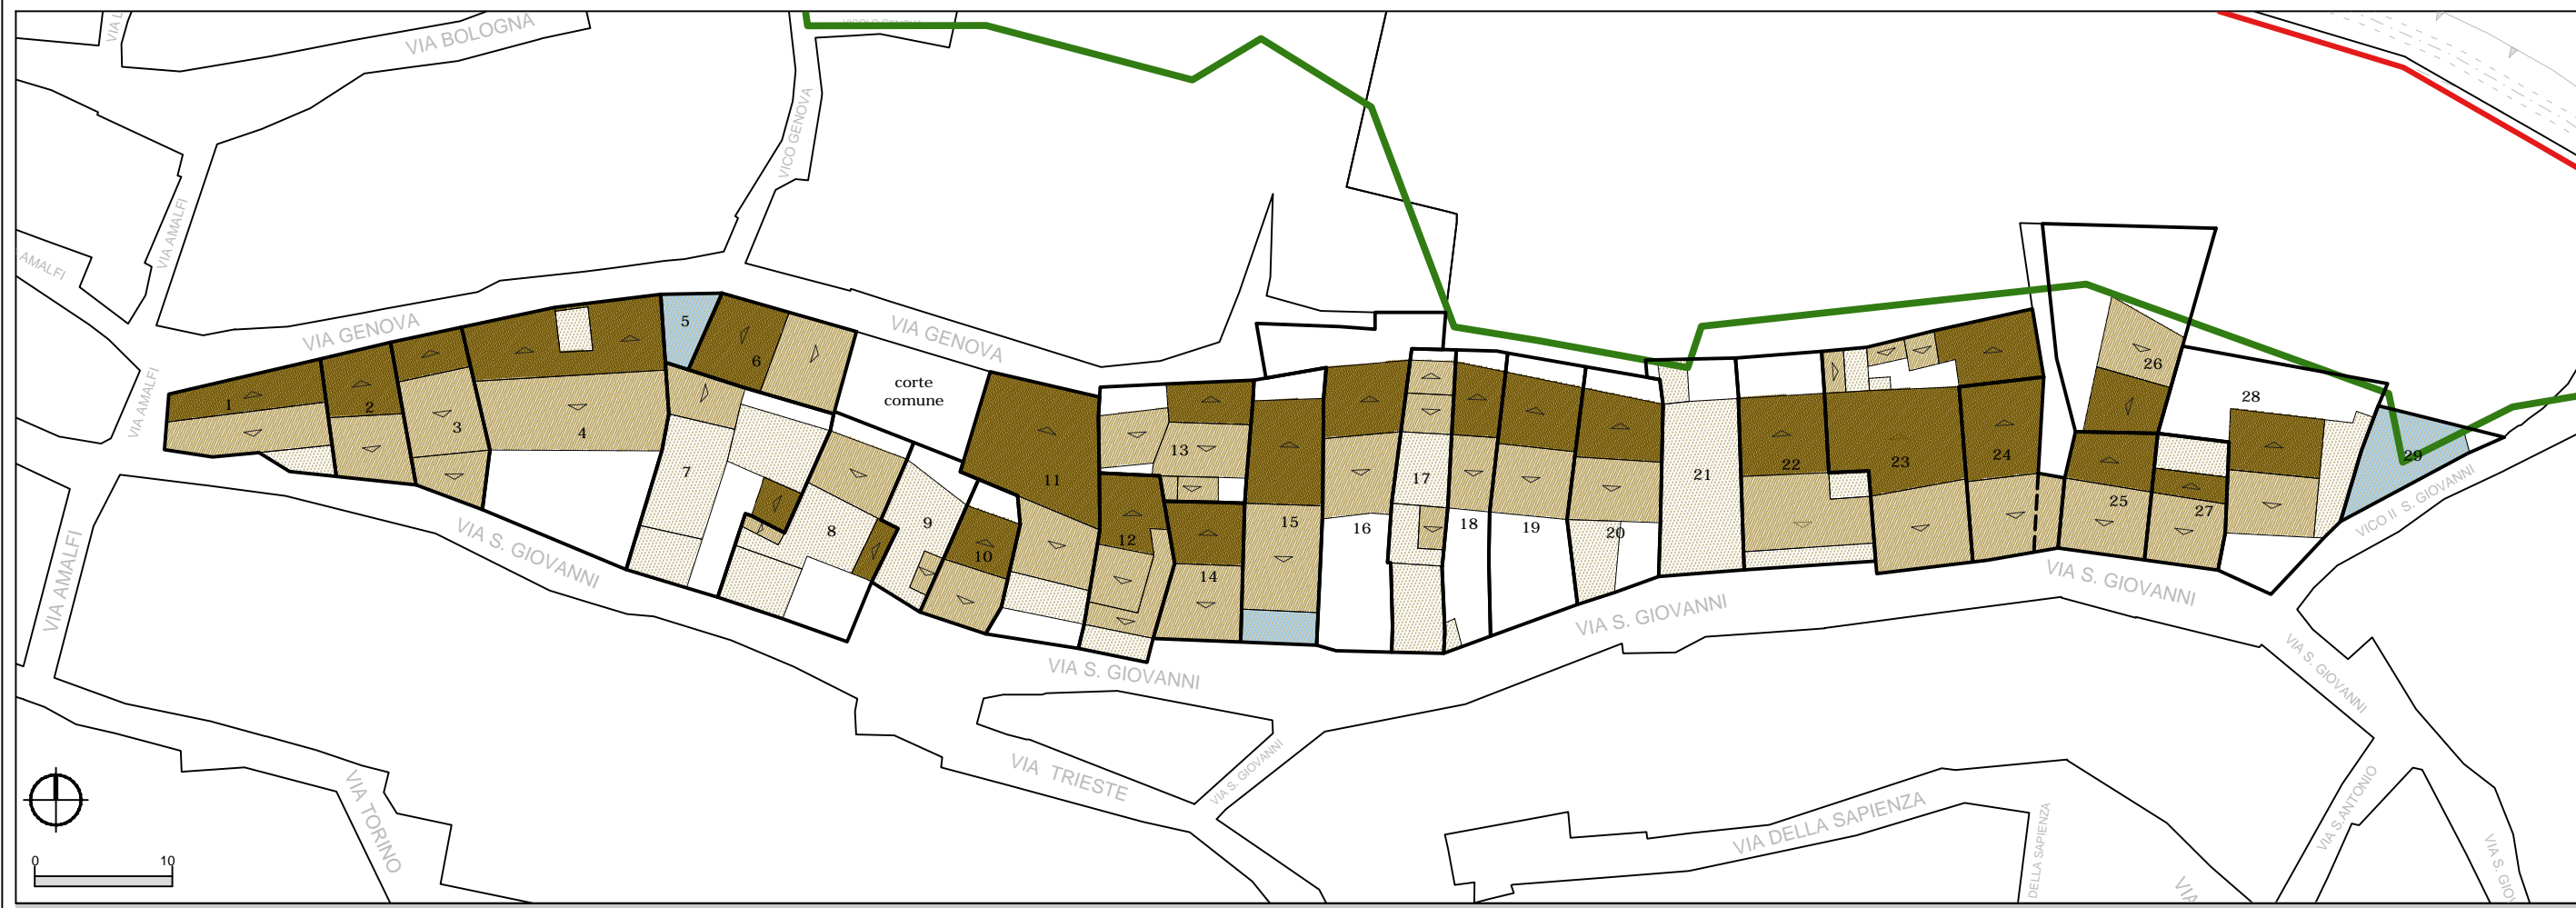 VIA BOLOGNA
VICO GENOVA
VIA AMALFI
AMALFI
VIA GENOVA
VIA GENOVA
VIA AMALFI
corte
comune
1
2
3
4
5
6
7
8
9
10
11
12
13
14
15
16
17
18
19
20
21
22
23
24
25
26
27
28
29
VIA S. GIOVANNI
VIA AMALFI
VIA S. GIOVANNI
VIA S. GIOVANNI
VIA S. GIOVANNI
VICO II S. GIOVANNI
VIA S. GIOVANNI
VIA S. GIOVANNI
VIA TRIESTE
VIA TORINO
VIA DELLA SAPIENZA
DELLA SAPIENZA
VIA S.ANTONIO
VIA S. GIOV
VIA
0 10